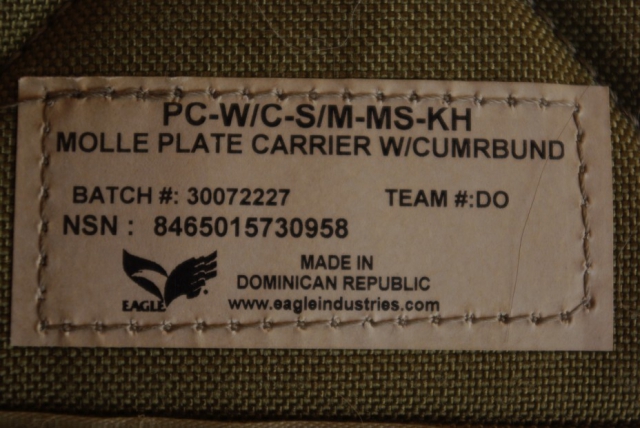 PC-W/C-S/M-MS-KH
MOLLE PLATE CARRIER W/CUMRBUND
BATCH #: 30072227 TEAM #:DO
NSN : 8465015730958
MADE IN
DOMINICAN REPUBLIC
EAGLE www.eagleindustries.com